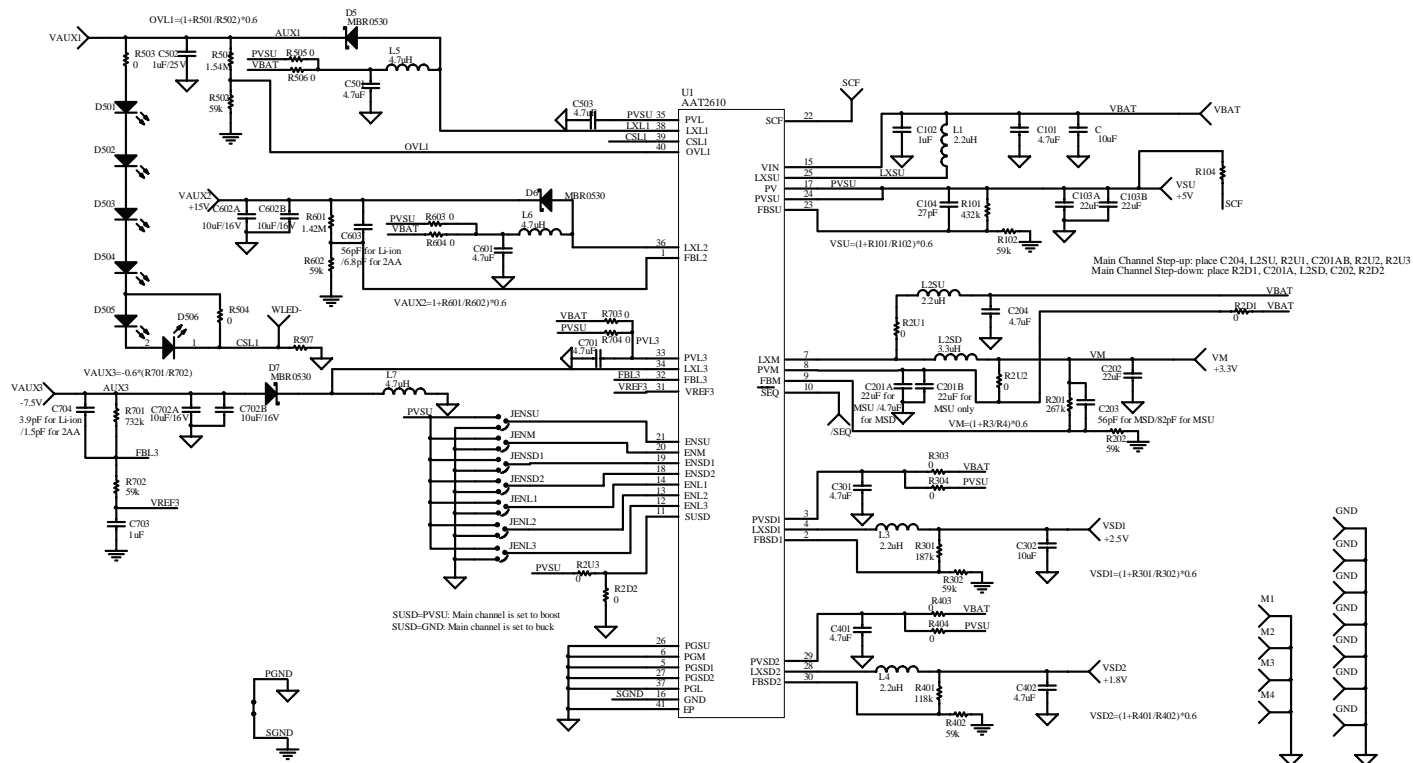 OVL1=(1+R501/R502)*0.6
D5
MBR0530
VAUX1
AUX1
R503
0
C502
1uF/25V
R501
1.54M
PVSU
R505 0
VBAT
R506 0
L5
4.7uH
C501
4.7uF
R502
59k
D501
D502
D503
D504
D505
D506
2
1
R504
0
CSL1
WLED-
R507
OVL1
C503
4.7uF
PVSU 35 PVL
LXL1 38 LXL1
CSL1 39 CSL1
40 OVL1
U1
AAT2610
VAUX2
+15V
C602A
10uF/16V
C602B
10uF/16V
R601
1.42M
R602
59k
C603
56pF for Li-ion
/6.8pF for 2AA
PVSU
R603 0
VBAT
R604 0
L6
4.7uH
D6
MBR0530
C601
4.7uF
36 LXL2
1 FBL2
VAUX2=1+R601/R602)*0.6
VBAT
R703 0
PVSU
R704 0
C701
4.7uF
PVL3
33 PVL3
34 LXL3
FBL3 32 FBL3
VREF3 31 VREF3
VAUX3=-0.6*(R701/R702)
VAUX3
-7.5V
AUX3
D7
MBR0530
L7
4.7uH
C704
3.9pF for Li-ion
/1.5pF for 2AA
R701
732k
C702A
10uF/16V
C702B
10uF/16V
FBL3
R702
59k
VREF3
C703
1uF
PVSU
JENSU
JENM
JENSD1
JENSD2
JENL1
JENL2
JENL3
21 ENSU
20 ENM
19 ENSD1
18 ENSD2
14 ENL1
13 ENL2
12 ENL3
11 SUSD
PVSU
R2U3
0
R2D2
0
SUSD=PVSU: Main channel is set to boost
SUSD=GND: Main channel is set to buck
26 PGSU
6 PGM
5 PGSD1
27 PGSD2
37 PGL
SGND 16 GND
41 EP
PGND
SGND
SCF
SCF 22
VIN 15
LXSU 25
PV 17
PVSU 24
FBSU 23
C102
1uF
L1
2.2uH
LXSU
C101
4.7uF
C
10uF
VBAT
VBAT
PVSU
C104
27pF
R101
432k
R102
59k
C103A
22uF
C103B
22uF
VSU
+5V
R104
SCF
VSU=(1+R101/R102)*0.6
Main Channel Step-up: place C204, L2SU, R2U1, C201AB, R2U2, R2U3
Main Channel Step-down: place R2D1, C201A, L2SD, C202, R2D2
L2SU
2.2uH
C204
4.7uF
VBAT
R2D1
0
VBAT
R2U1
0
L2SD
3.3uH
LXM 7
PVM 8
FBM 9
SEQ 10
/SEQ
C201A
22uF for
MSU /4.7uF
for MSD
C201B
22uF for
MSU only
R2U2
0
VM
C202
22uF
VM
+3.3V
R201
267k
C203
56pF for MSD/82pF for MSU
R202
59k
VM=(1+R3/R4)*0.6
R303
0
VBAT
R304
0
PVSU
C301
4.7uF
PVSD1 3
LXSD1 4
FBSD1 2
L3
2.2uH
R301
187k
R302
59k
C302
10uF
VSD1
+2.5V
VSD1=(1+R301/R302)*0.6
R403
0
VBAT
R404
0
PVSU
C401
4.7uF
PVSD2 29
LXSD2 28
FBSD2 30
L4
2.2uH
R401
118k
R402
59k
C402
4.7uF
VSD2
+1.8V
VSD2=(1+R401/R402)*0.6
M1
M2
M3
M4
GND
GND
GND
GND
GND
GND
GND